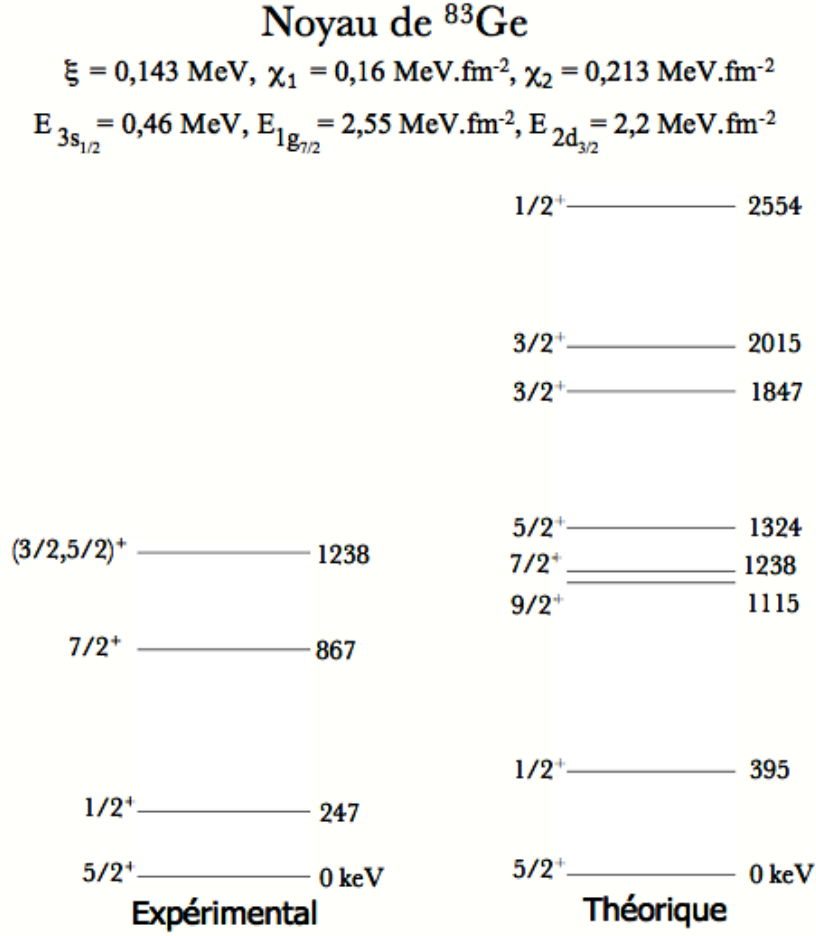 Noyau de ⁸³Ge
ξ = 0,143 MeV, χ₁ = 0,16 MeV.fm⁻², χ₂ = 0,213 MeV.fm⁻²
E 3s₁/₂ = 0,46 MeV, E 1g₇/₂ = 2,55 MeV.fm⁻², E 2d₃/₂ = 2,2 MeV.fm⁻²
1/2⁺ 2554
3/2⁺ 2015
3/2⁺ 1847
5/2⁺ 1324
7/2⁺ 1238
9/2⁺ 1115
1/2⁺ 395
5/2⁺ 0 keV
Théorique
(3/2,5/2)⁺ 1238
7/2⁺ 867
1/2⁺ 247
5/2⁺ 0 keV
Expérimental